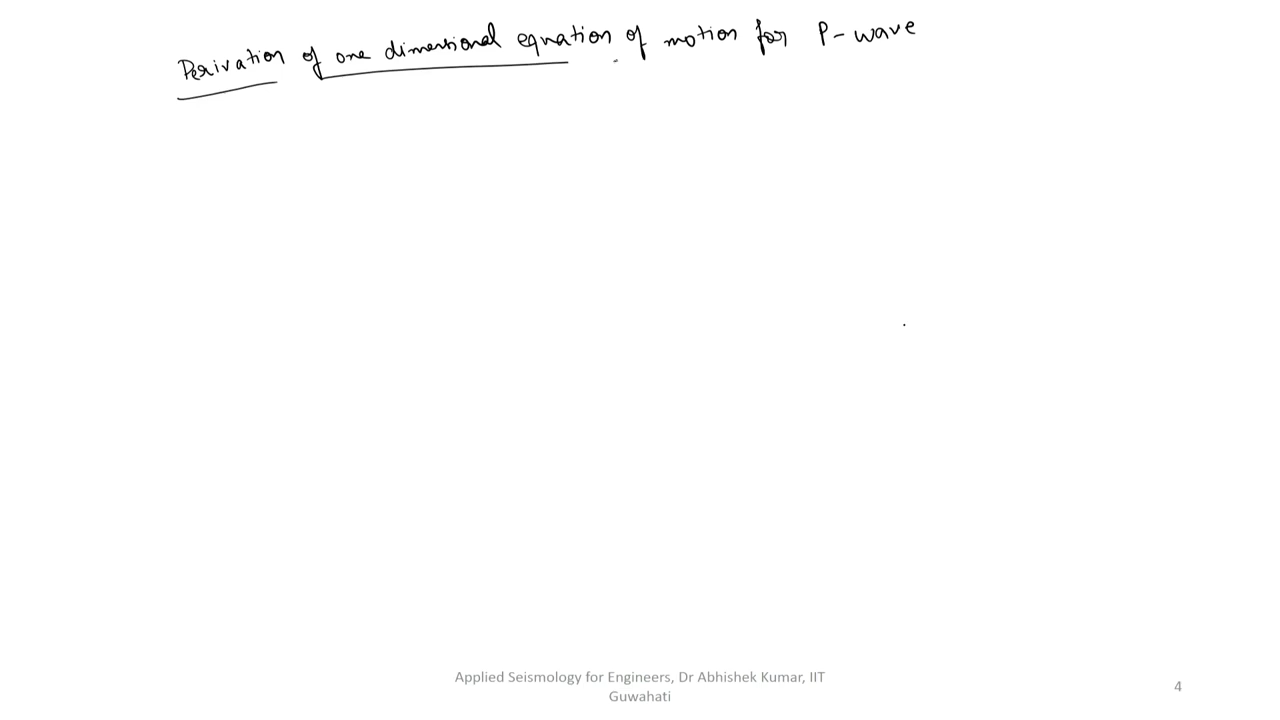 Derivation of one dimensional equation of motion for P-wave
Applied Seismology for Engineers, Dr Abhishek Kumar, IIT
Guwahati
4